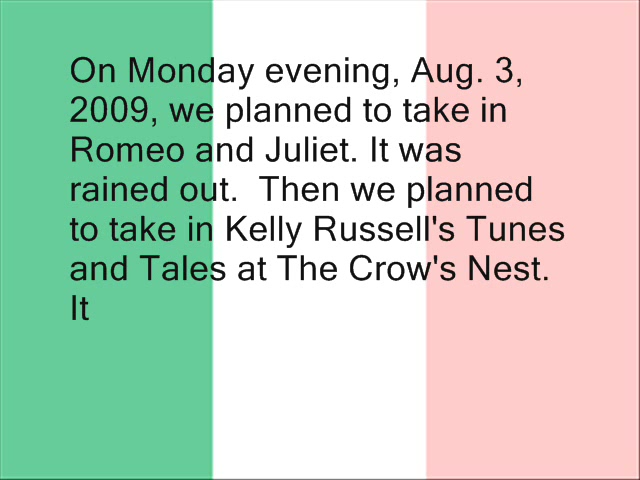 On Monday evening, Aug. 3,
2009, we planned to take in
Romeo and Juliet. It was
rained out.  Then we planned
to take in Kelly Russell's Tunes
and Tales at The Crow's Nest.
It